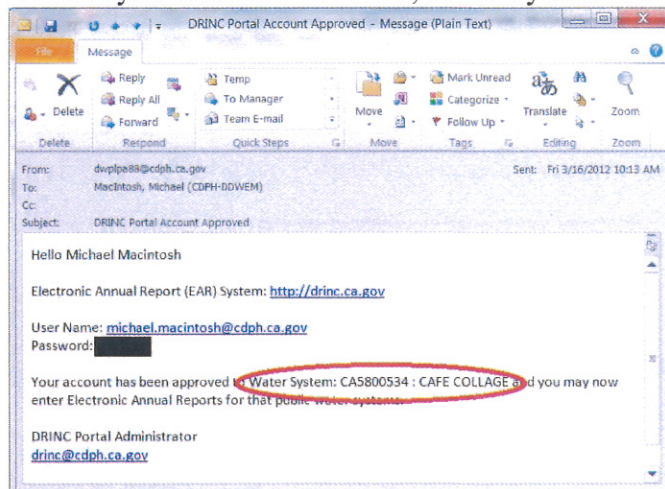 DRINC Portal Account Approved - Message (Plain Text)
File Message
Delete
Reply
Reply All
Forward
Temp
To Manager
Team E-mail
Move
Mark Unread
Categorize
Follow Up
Translate
Zoom
Delete Respond Quick Steps Move Tags Editing Zoom
From: dwplpa88@cdph.ca.gov Sent: Fri 3/16/2012 10:13 AM
To: MacIntosh, Michael (CDPH-DDWEM)
Cc:
Subject: DRINC Portal Account Approved
Hello Michael Macintosh
Electronic Annual Report (EAR) System: http://drinc.ca.gov
User Name: michael.macintosh@cdph.ca.gov
Password:
Your account has been approved to Water System: CA5800534 : CAFE COLLAGE and you may now
enter Electronic Annual Reports for that public water systems.
DRINC Portal Administrator
drinc@cdph.ca.gov